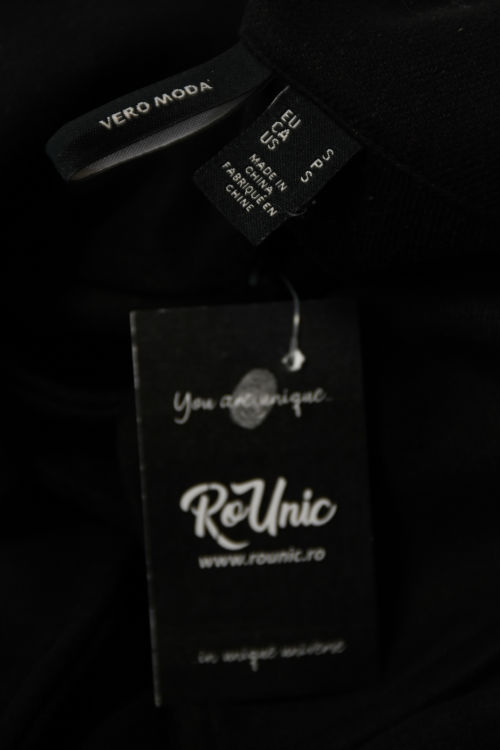 VERO MODA
EU S
CA P
US S
MADE IN
CHINA
FABRIQUÉ EN
CHINE
You are unique...
RoUnic
www.rounic.ro
in unique universe